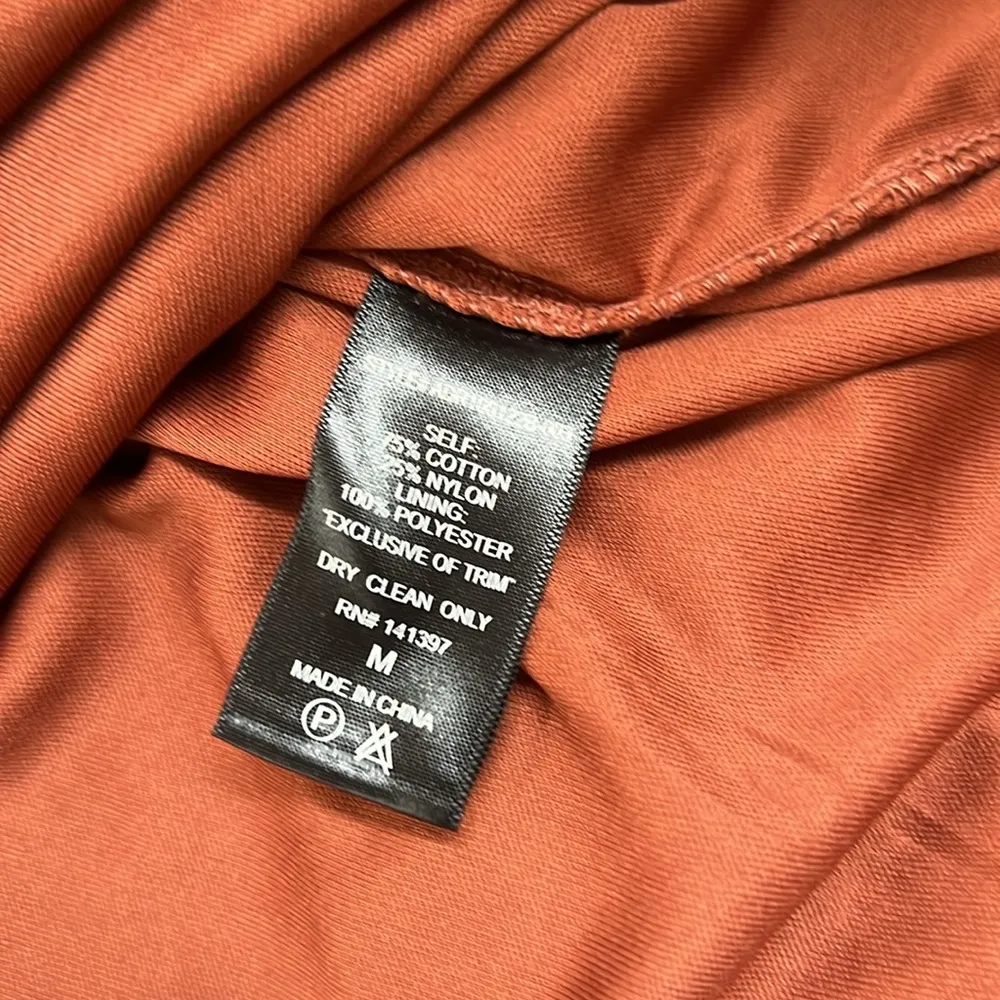 SELF:
75% COTTON
25% NYLON
LINING:
100% POLYESTER
"EXCLUSIVE OF TRIM"
DRY CLEAN ONLY
RN# 141397
M
MADE IN CHINA
P